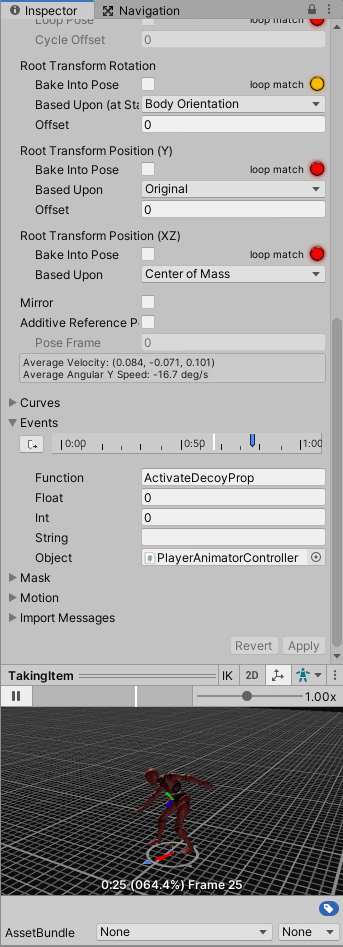 Inspector Navigation
Loop Pose loop match
Cycle Offset 0
Root Transform Rotation
Bake Into Pose loop match
Based Upon (at Sta Body Orientation
Offset 0
Root Transform Position (Y)
Bake Into Pose loop match
Based Upon Original
Offset 0
Root Transform Position (XZ)
Bake Into Pose loop match
Based Upon Center of Mass
Mirror
Additive Reference P
Pose Frame 0
Average Velocity: (0.084, -0.071, 0.101)
Average Angular Y Speed: -16.7 deg/s
Curves
Events
0:00 0:50 1:00
Function ActivateDecoyProp
Float 0
Int 0
String
Object # PlayerAnimatorController
Mask
Motion
Import Messages
Revert Apply
TakingItem IK 2D
1.00x
0:25 (064.4%) Frame 25
AssetBundle None None